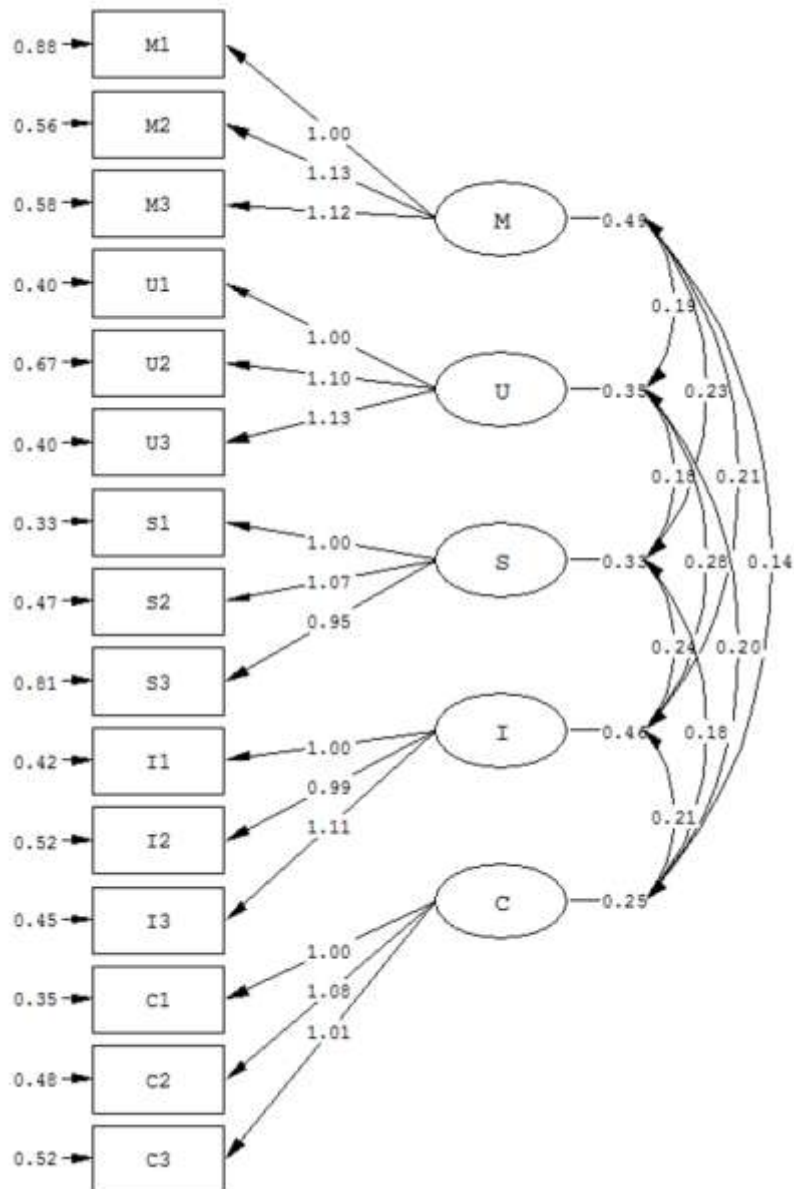 0.88 M1
0.56 M2
1.00
1.13
0.58 M3
1.12
M 0.49
0.40 U1
0.19
1.00
0.67 U2
1.10
U 0.35 0.23
1.13
0.40 U3
0.18 0.21
0.33 S1
1.00
S 0.33 0.28 0.14
1.07
0.47 S2
0.95
0.24 0.20
0.81 S3
0.42 I1
1.00
I 0.46 0.18
0.99
1.11
0.52 I2
0.21
0.45 I3
C 0.25
1.00
0.35 C1
1.08
1.01
0.48 C2
0.52 C3